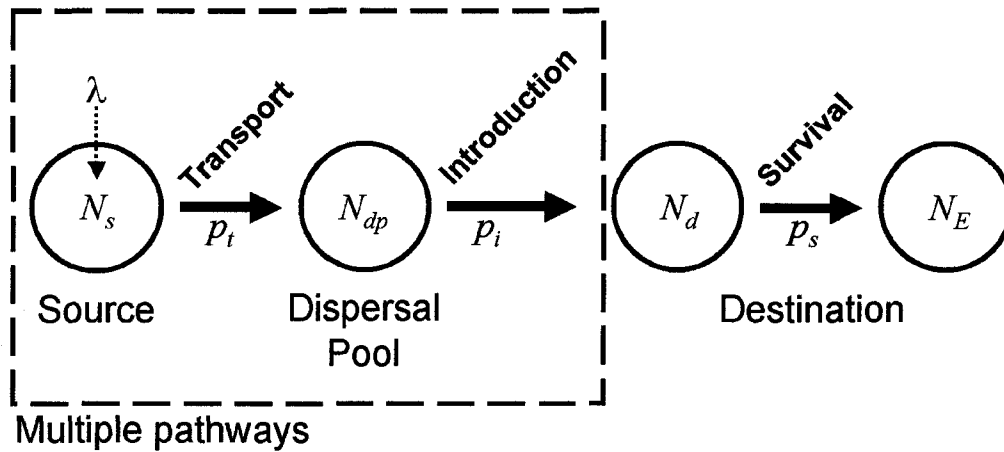 λ
Transport
Introduction
Survival
N_s
N_dp
N_d
N_E
p_t
p_i
p_s
Source
Dispersal
Pool
Destination
Multiple pathways